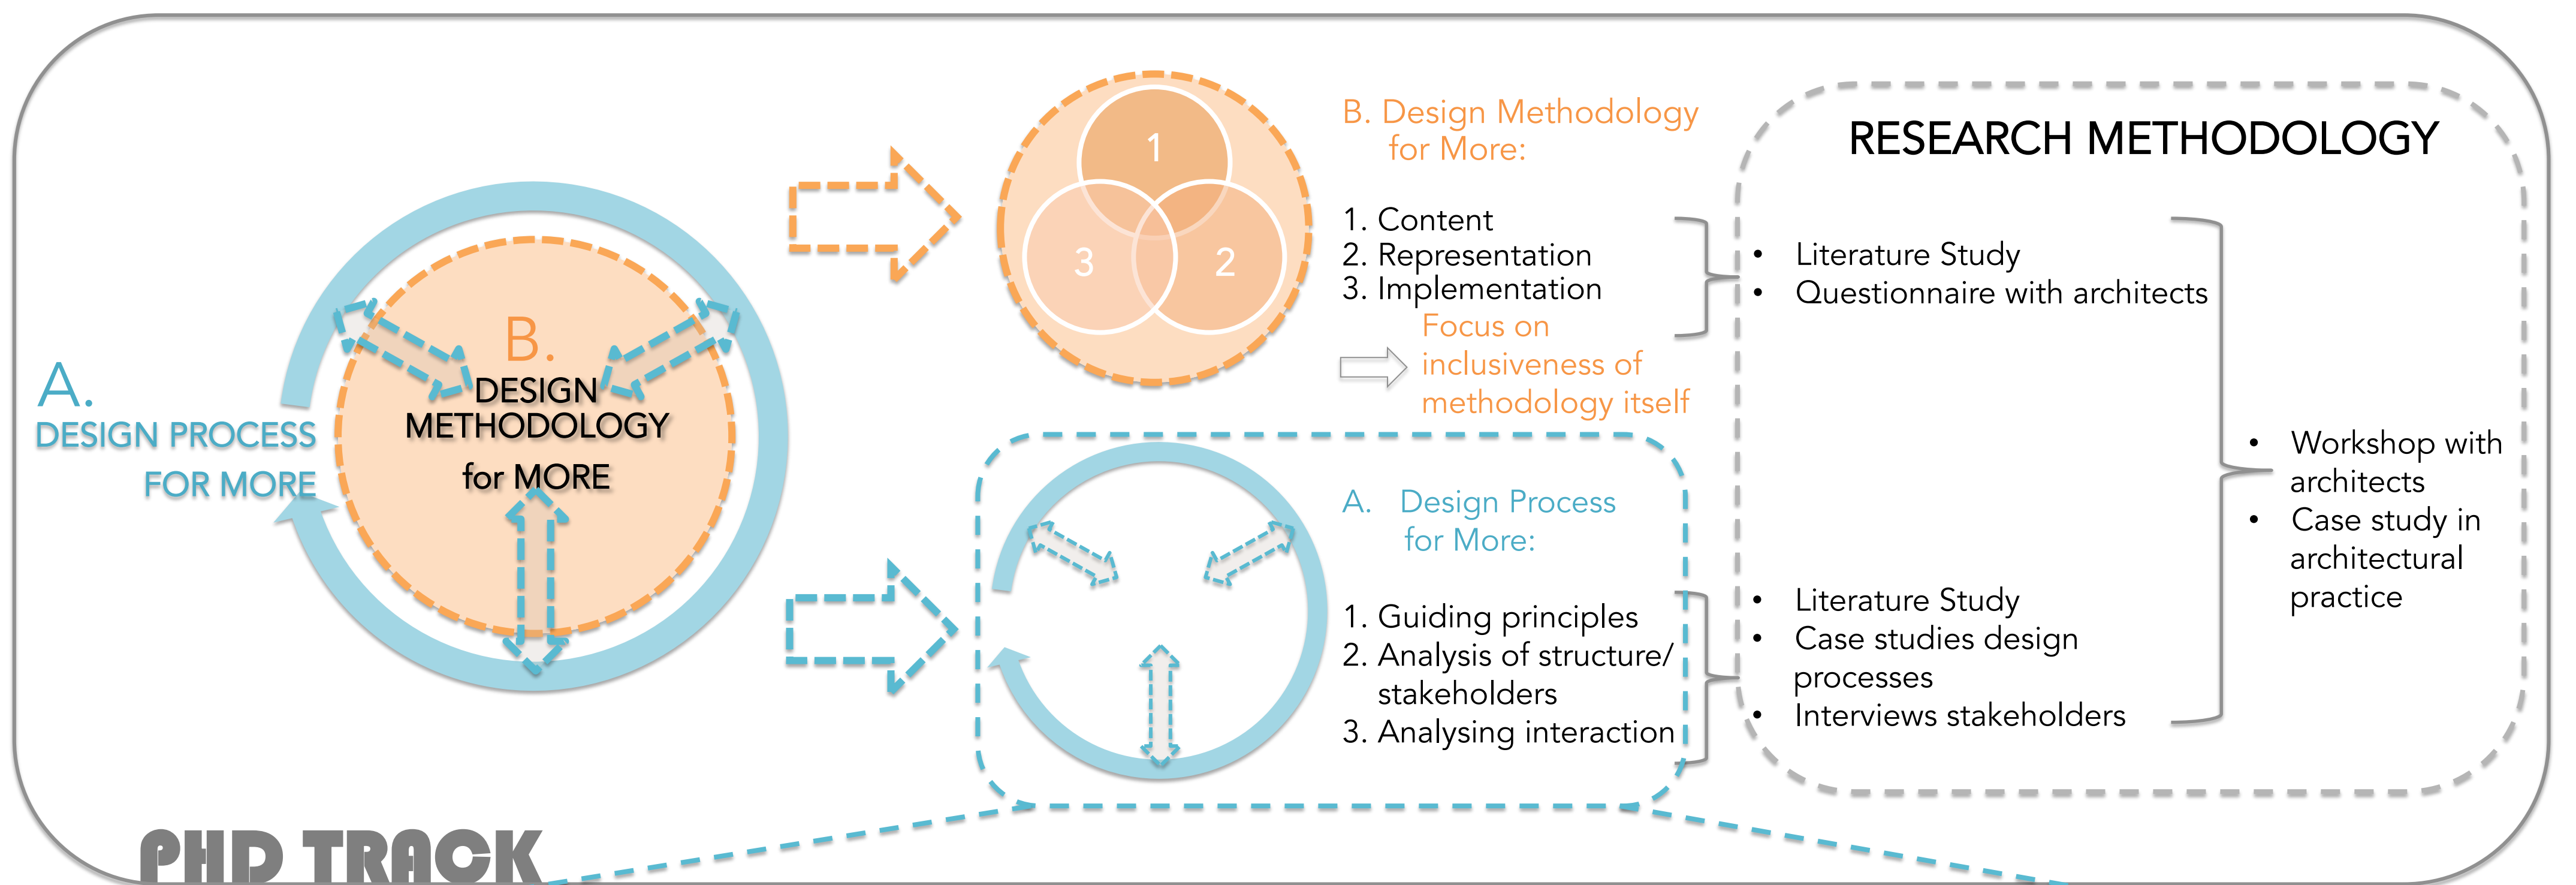 A.
DESIGN PROCESS
FOR MORE
B.
DESIGN
METHODOLOGY
for MORE
1
3
2
B. Design Methodology
for More:
1. Content
2. Representation
3. Implementation
Focus on
inclusiveness of
methodology itself
A. Design Process
for More:
1. Guiding principles
2. Analysis of structure/
stakeholders
3. Analysing interaction
RESEARCH METHODOLOGY
• Literature Study
• Questionnaire with architects
• Literature Study
• Case studies design
processes
• Interviews stakeholders
• Workshop with
architects
• Case study in
architectural
practice
PHD TRACK